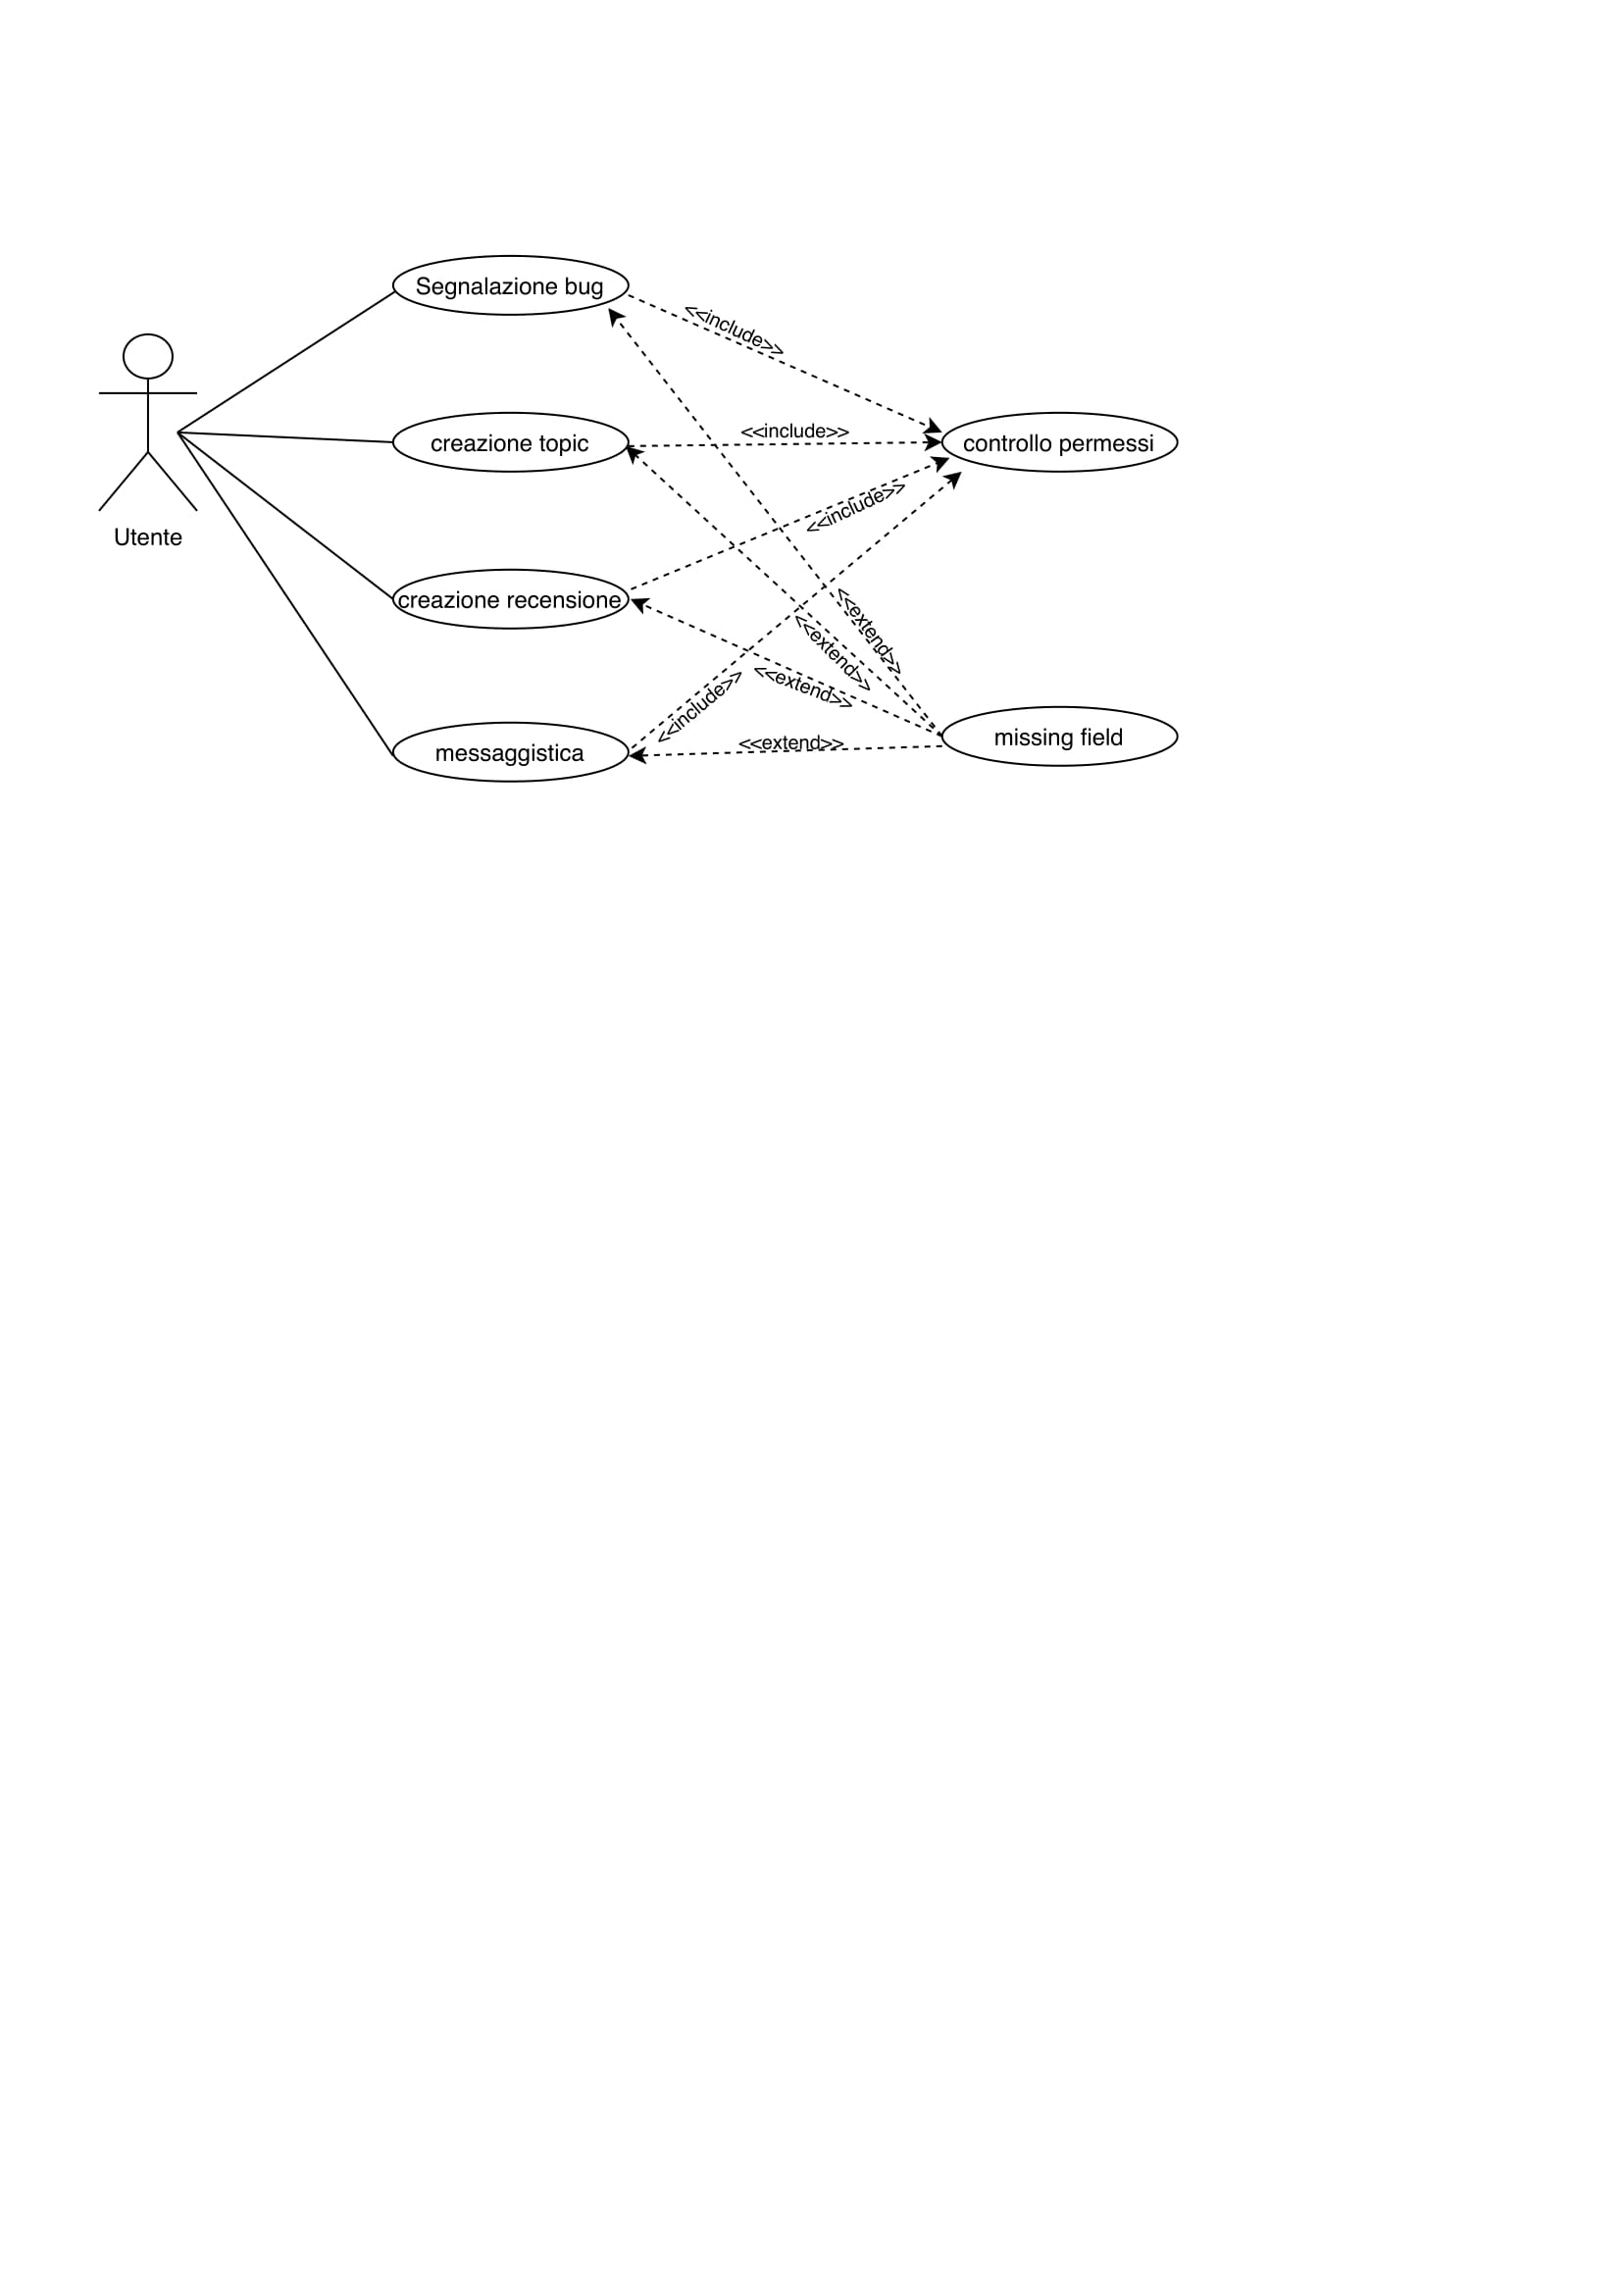 Segnalazione bug
<<include>>
creazione topic
<<include>>
controllo permessi
<<include>>
Utente
creazione recensione
<<extend>>
<<extend>>
<<extend>>
<<include>>
messaggistica
<<extend>>
missing field